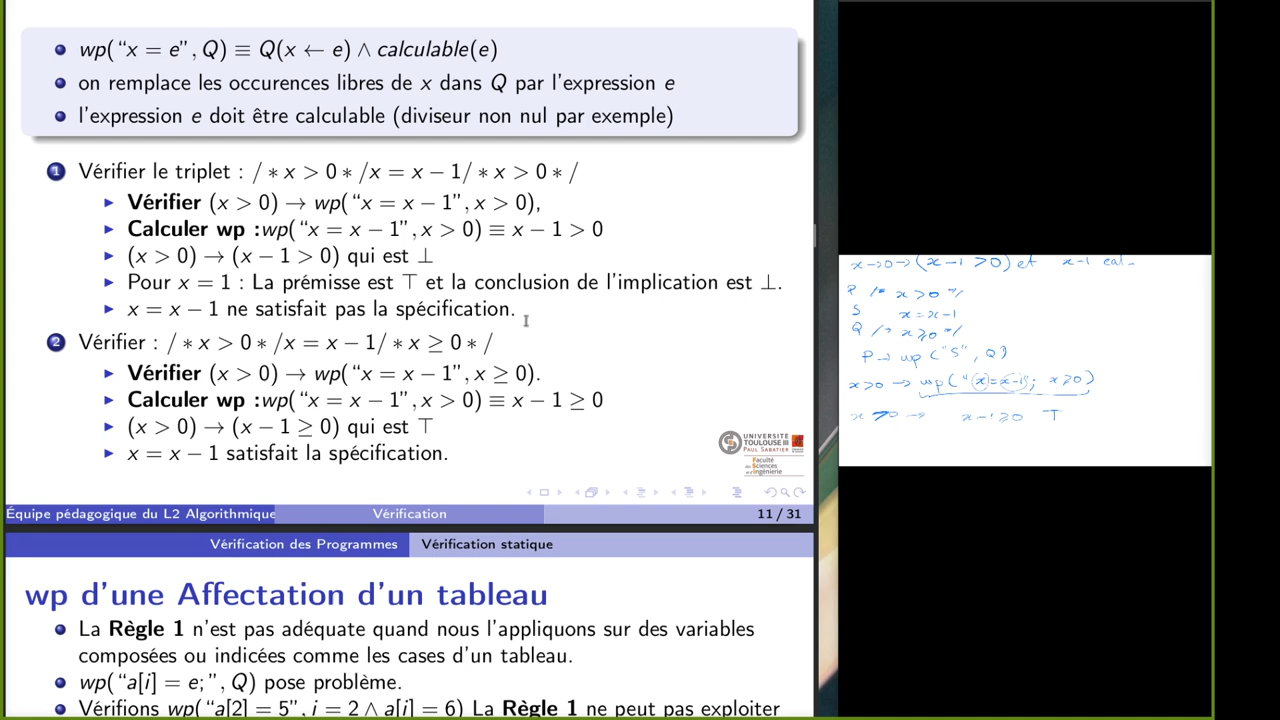 wp(“x = e”, Q) ≡ Q(x ← e) ∧ calculable(e)
on remplace les occurences libres de x dans Q par l'expression e
l'expression e doit être calculable (diviseur non nul par exemple)
1 Vérifier le triplet : / * x > 0 * /x = x − 1/ * x > 0 * /
Vérifier (x > 0) → wp(“x = x − 1”, x > 0),
Calculer wp :wp(“x = x − 1”, x > 0) ≡ x − 1 > 0
(x > 0) → (x − 1 > 0) qui est ⊥
Pour x = 1 : La prémisse est ⊤ et la conclusion de l'implication est ⊥.
x = x − 1 ne satisfait pas la spécification.
2 Vérifier : / * x > 0 * /x = x − 1/ * x ≥ 0 * /
Vérifier (x > 0) → wp(“x = x − 1”, x ≥ 0).
Calculer wp :wp(“x = x − 1”, x > 0) ≡ x − 1 ≥ 0
(x > 0) → (x − 1 ≥ 0) qui est ⊤
x = x − 1 satisfait la spécification.
UNIVERSITÉ
TOULOUSE III
PAUL SABATIER
Faculté
des Sciences
et d'Ingénierie
Équipe pédagogique du L2 Algorithmique
Vérification
11 / 31
Vérification des Programmes
Vérification statique
wp d'une Affectation d'un tableau
La Règle 1 n'est pas adéquate quand nous l'appliquons sur des variables
composées ou indicées comme les cases d'un tableau.
wp(“a[i] = e;”, Q) pose problème.
Vérifions wp(“a[2] = 5”, i = 2 ∧ a[i] = 6) La Règle 1 ne peut pas exploiter
(x-1 >0) et x-1 cal-
P /* x >0 */
S x = x-1
Q /* x ≥0 */
P → wp ("S", Q)
x>0 → wp("x=x-1"; x≥0)
x-1≥0 T